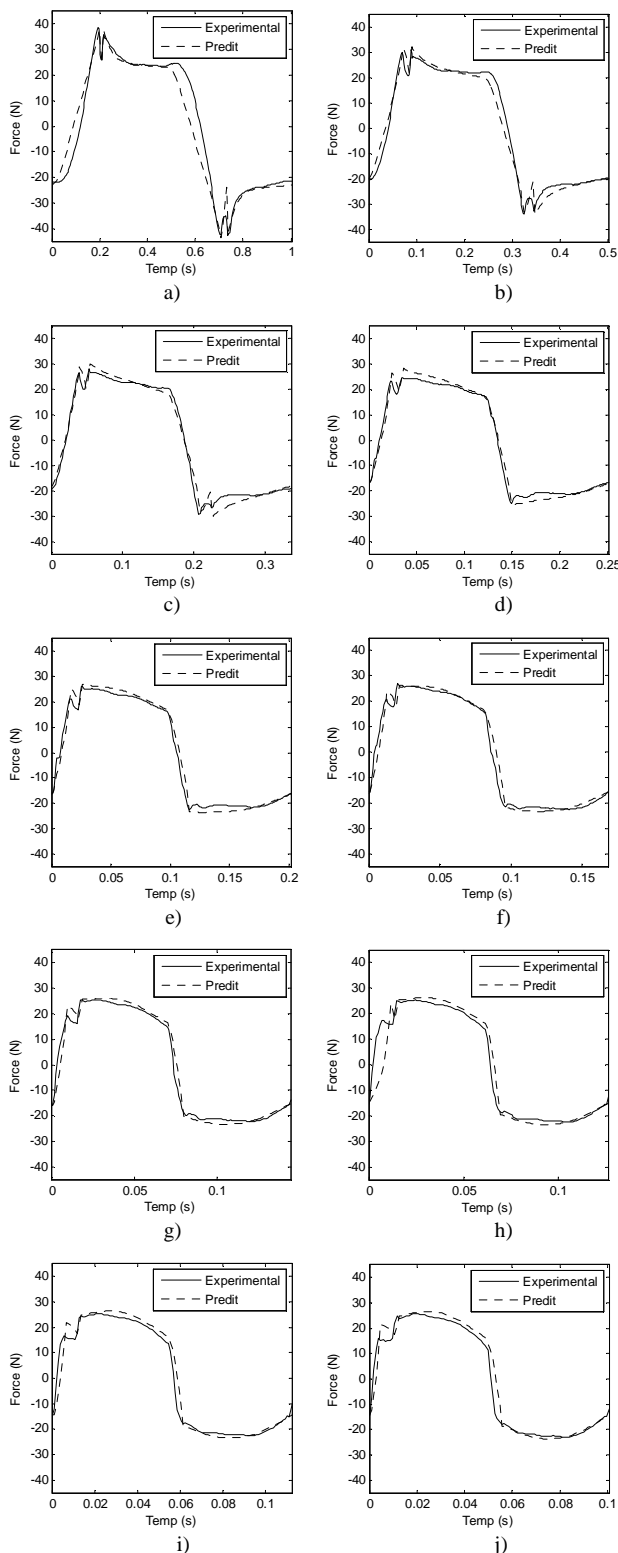 Experimental
Predit
40
30
20
10
0
-10
-20
-30
-40
Force (N)
0 0.2 0.4 0.6 0.8 1
Temp (s)
a)
Experimental
Predit
40
30
20
10
0
-10
-20
-30
-40
Force (N)
0 0.1 0.2 0.3 0.4 0.5
Temp (s)
b)
Experimental
Predit
40
30
20
10
0
-10
-20
-30
-40
Force (N)
0 0.1 0.2 0.3
Temp (s)
c)
Experimental
Predit
40
30
20
10
0
-10
-20
-30
-40
Force (N)
0 0.05 0.1 0.15 0.2 0.25
Temp (s)
d)
Experimental
Predit
40
30
20
10
0
-10
-20
-30
-40
Force (N)
0 0.05 0.1 0.15 0.2
Temp (s)
e)
Experimental
Predit
40
30
20
10
0
-10
-20
-30
-40
Force (N)
0 0.05 0.1 0.15
Temp (s)
f)
Experimental
Predit
40
30
20
10
0
-10
-20
-30
-40
Force (N)
0 0.05 0.1
Temp (s)
g)
Experimental
Predit
40
30
20
10
0
-10
-20
-30
-40
Force (N)
0 0.05 0.1
Temp (s)
h)
Experimental
Predit
40
30
20
10
0
-10
-20
-30
-40
Force (N)
0 0.02 0.04 0.06 0.08 0.1
Temp (s)
i)
Experimental
Predit
40
30
20
10
0
-10
-20
-30
-40
Force (N)
0 0.02 0.04 0.06 0.08 0.1
Temp (s)
j)